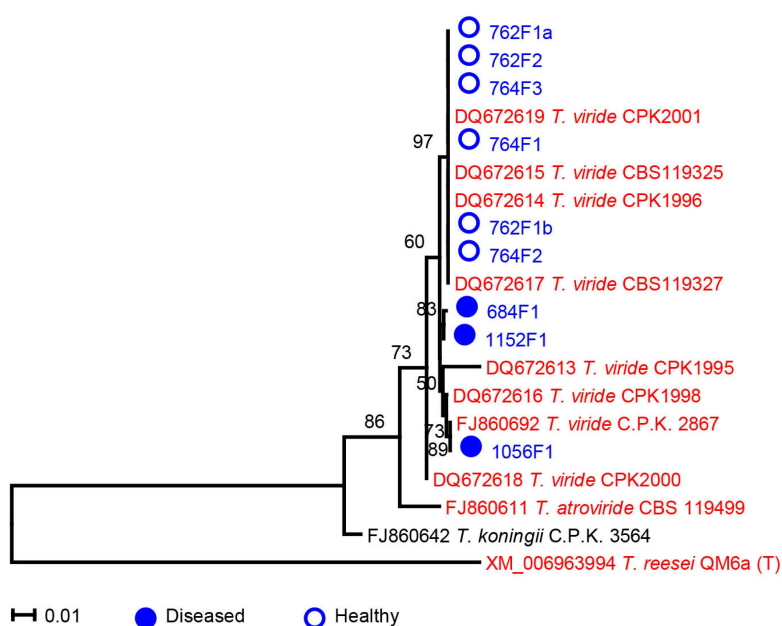 762F1a
762F2
764F3
DQ672619 T. viride CPK2001
97
764F1
DQ672615 T. viride CBS119325
DQ672614 T. viride CPK1996
762F1b
60
764F2
DQ672617 T. viride CBS119327
83
684F1
1152F1
73
DQ672613 T. viride CPK1995
50
DQ672616 T. viride CPK1998
86
FJ860692 T. viride C.P.K. 2867
73
89
1056F1
DQ672618 T. viride CPK2000
FJ860611 T. atroviride CBS 119499
FJ860642 T. koningii C.P.K. 3564
XM_006963994 T. reesei QM6a (T)
0.01 Diseased Healthy